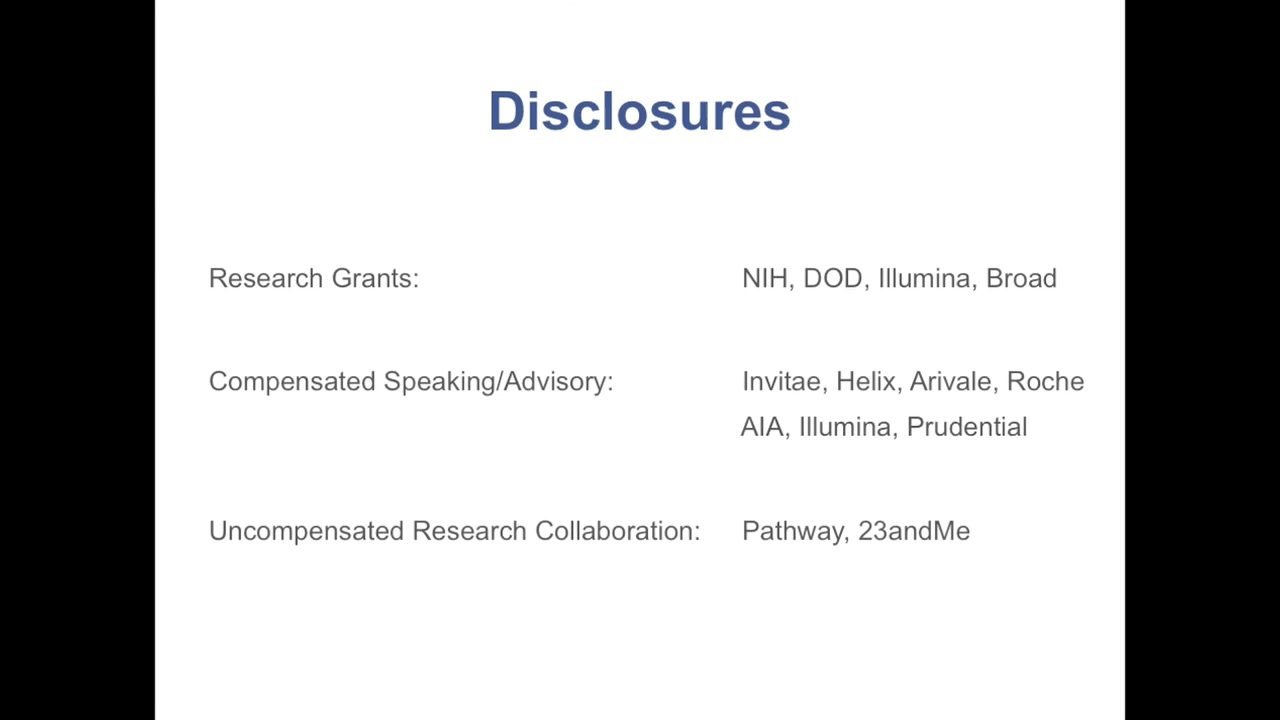 Disclosures
Research Grants: NIH, DOD, Illumina, Broad
Compensated Speaking/Advisory: Invitae, Helix, Arivale, Roche
AIA, Illumina, Prudential
Uncompensated Research Collaboration: Pathway, 23andMe